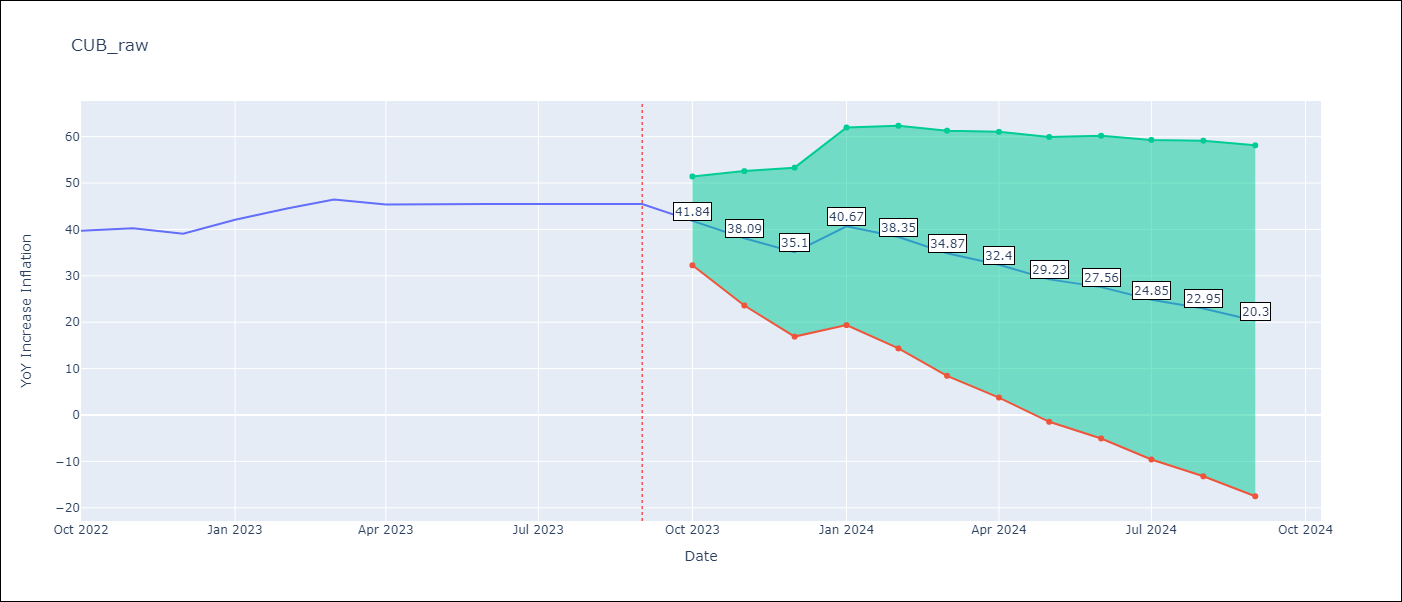 CUB_raw
YoY Increase Inflation
60
50
40
30
20
10
0
−10
−20
41.84
38.09
35.1
40.67
38.35
34.87
32.4
29.23
27.56
24.85
22.95
20.3
Oct 2022
Jan 2023
Apr 2023
Jul 2023
Oct 2023
Jan 2024
Apr 2024
Jul 2024
Oct 2024
Date